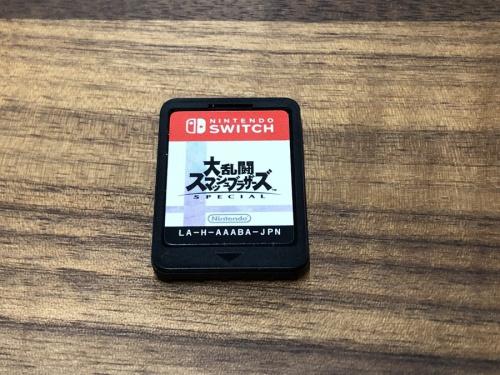 NINTENDO
SWITCH
大乱闘
スマッシュブラザーズ
SPECIAL
Nintendo
LA-H-AAABA-JPN